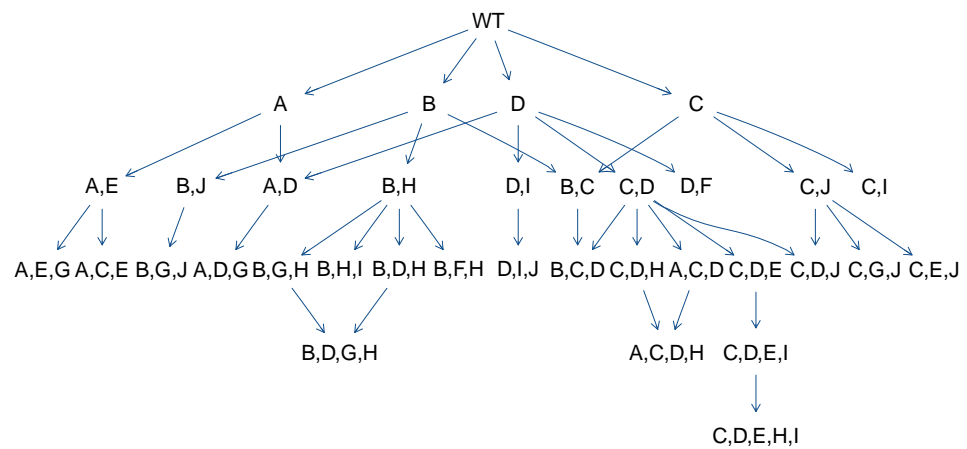 WT
A B D C
A,E B,J A,D B,H D,I B,C C,D D,F C,J C,I
A,E,G A,C,E B,G,J A,D,G B,G,H B,H,I B,D,H B,F,H D,I,J B,C,D C,D,H A,C,D C,D,E C,D,J C,G,J C,E,J
B,D,G,H A,C,D,H C,D,E,I
C,D,E,H,I